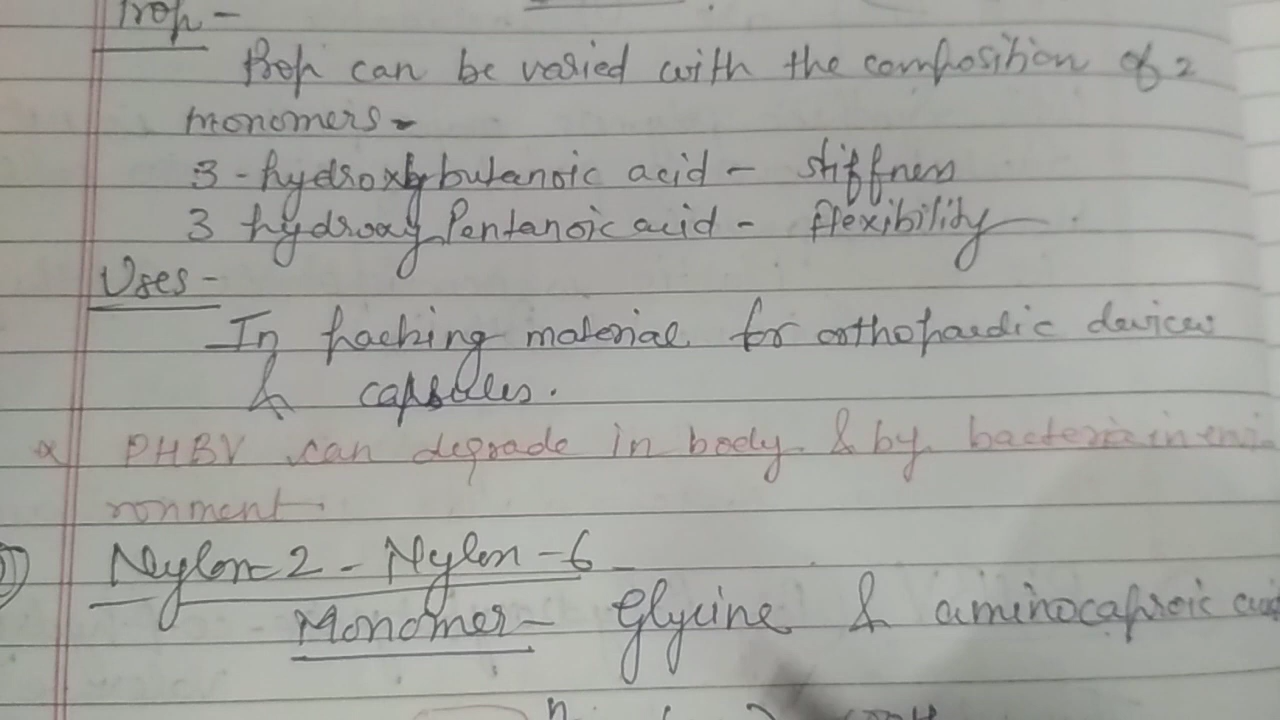 Prop -
Prop can be varied with the composition of 2
monomers -
3 - hydroxy butanoic acid - stiffness
3 hydroxy Pentanoic acid - flexibility
Uses -
In packing material for orthopaedic devices
& capsules.
* PHBV can degrade in body & by bacteria in envi
ronment.
Nylon-2 - Nylon-6
Monomer - Glycine & aminocaproic acid